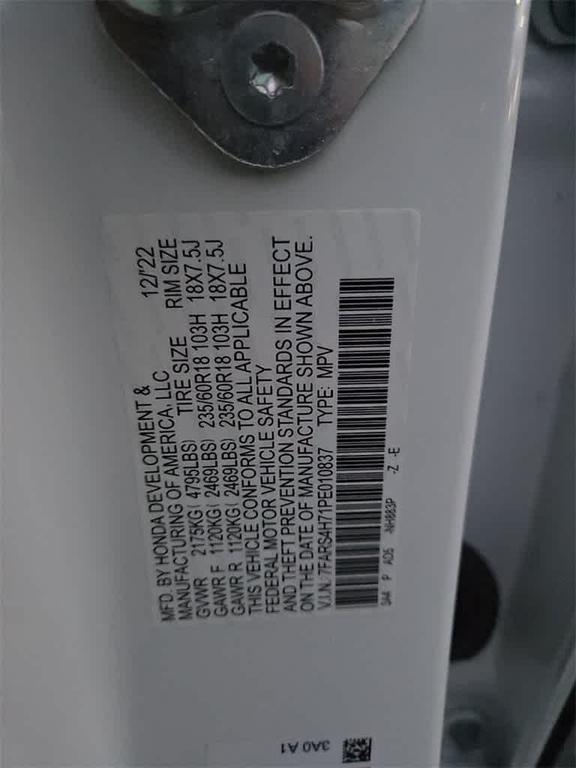 MFD. BY HONDA DEVELOPMENT & 12/'22
MANUFACTURING OF AMERICA, LLC
TIRE SIZE RIM SIZE
GVWR 2175KG( 4795LBS)
GAWR F 1120KG( 2469LBS) 235/60R18 103H 18X7.5J
GAWR R 1120KG( 2469LBS) 235/60R18 103H 18X7.5J
THIS VEHICLE CONFORMS TO ALL APPLICABLE
FEDERAL MOTOR VEHICLE SAFETY
AND THEFT PREVENTION STANDARDS IN EFFECT
ON THE DATE OF MANUFACTURE SHOWN ABOVE.
V.I.N.: 7FARS4H71PE010837 TYPE: MPV
3A4 P AD5 -NH883P -Z -E
3A0 A1